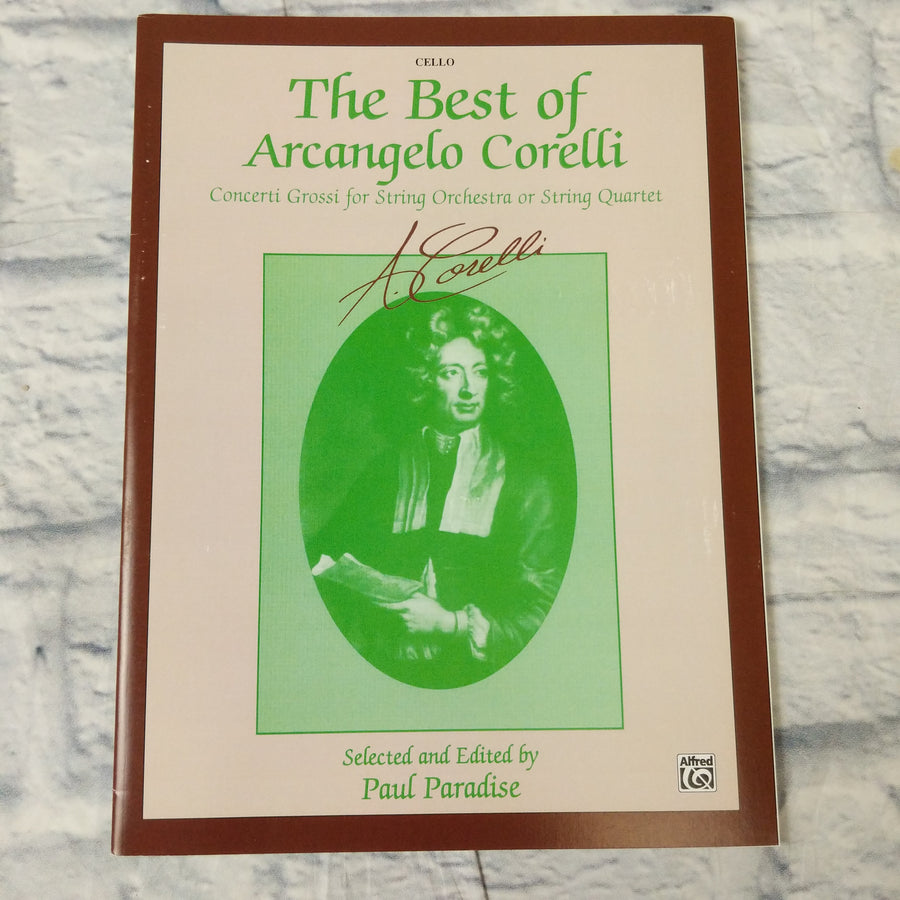 CELLO
The Best of
Arcangelo Corelli
Concerti Grossi for String Orchestra or String Quartet
A. Corelli
Selected and Edited by
Paul Paradise
Alfred